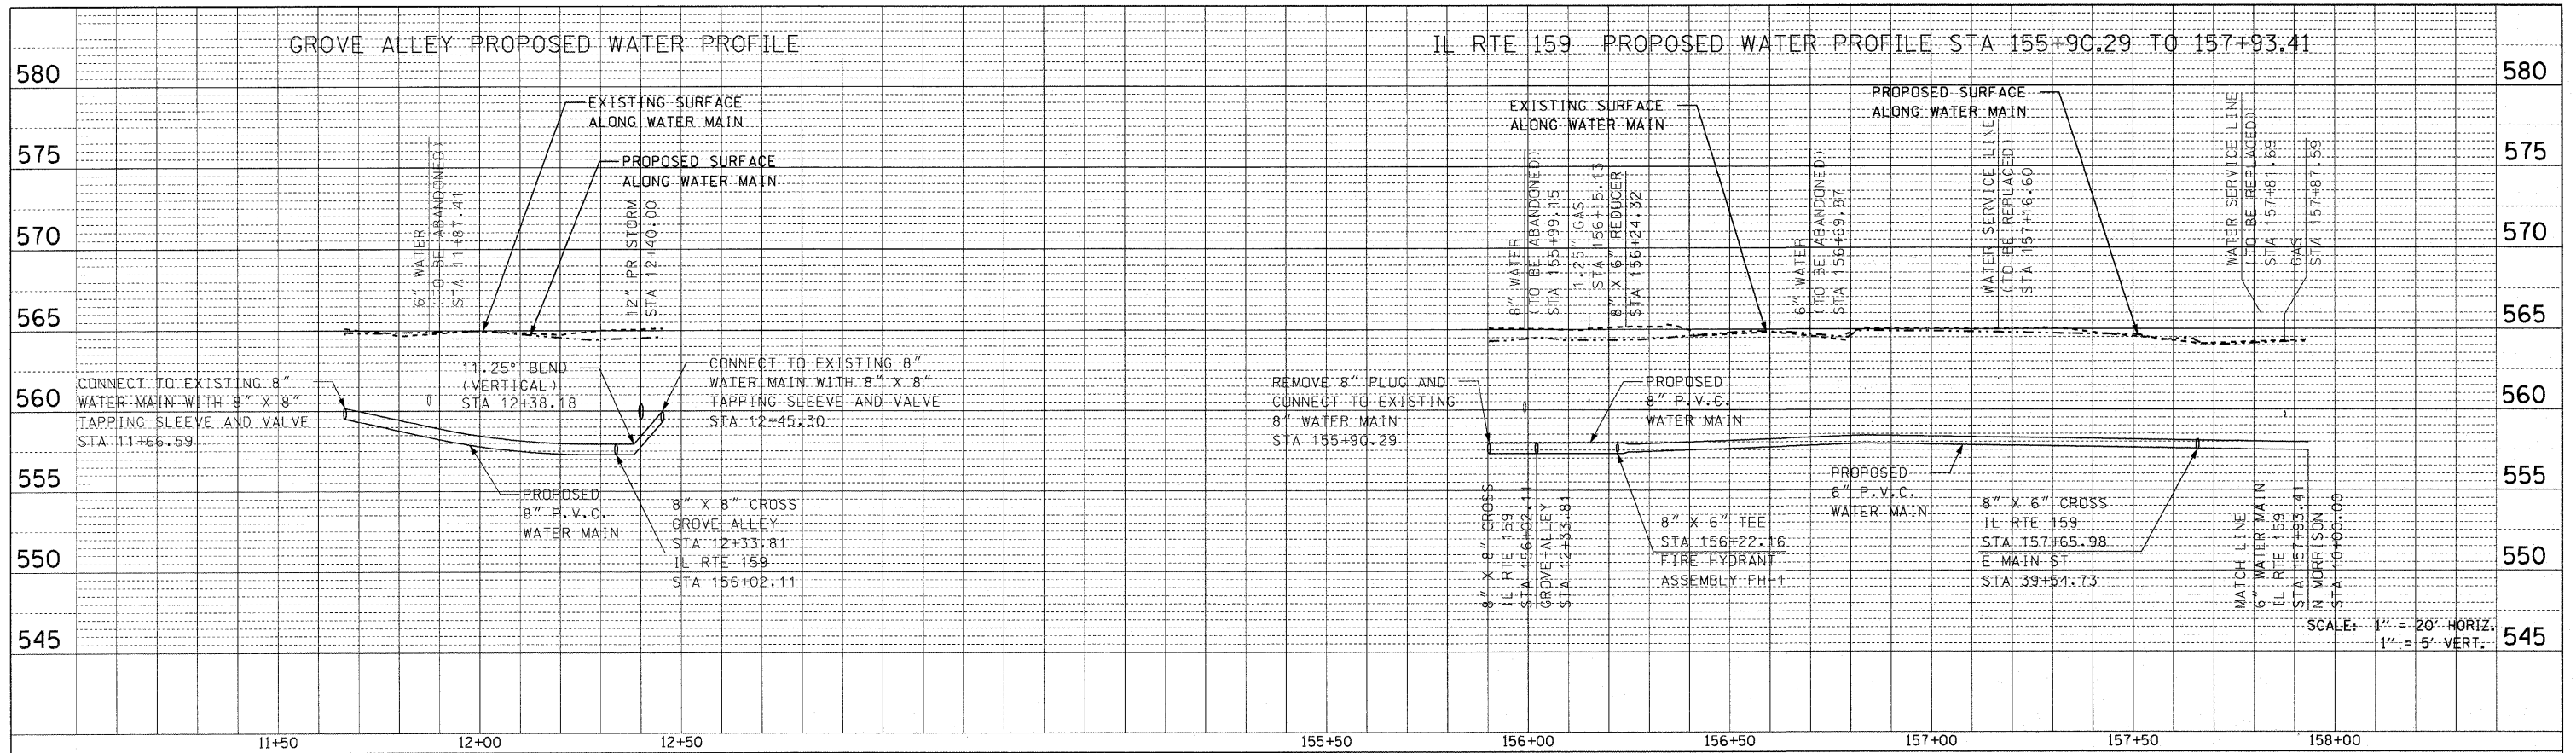 GROVE ALLEY PROPOSED WATER PROFILE
IL RTE 159 PROPOSED WATER PROFILE STA 155+90.29 TO 157+93.41
580
575
570
565
560
555
550
545
EXISTING SURFACE
ALONG WATER MAIN
PROPOSED SURFACE
ALONG WATER MAIN
6" WATER
(TO BE ABANDONED)
STA 11+87.41
12" PR STORM
STA 12+40.00
CONNECT TO EXISTING 8"
WATER MAIN WITH 8" X 8"
TAPPING SLEEVE AND VALVE
STA 11+66.59
11.25° BEND
(VERTICAL)
STA 12+38.18
CONNECT TO EXISTING 8"
WATER MAIN WITH 8" X 8"
TAPPING SLEEVE AND VALVE
STA 12+45.30
PROPOSED
8" P.V.C.
WATER MAIN
8" X 8" CROSS
GROVE ALLEY
STA 12+33.81
IL RTE 159
STA 156+02.11
EXISTING SURFACE
ALONG WATER MAIN
PROPOSED SURFACE
ALONG WATER MAIN
8" WATER
(TO BE ABANDONED)
STA 155+99.15
1.25" GAS
STA 156+15.13
8" X 6" REDUCER
STA 156+24.32
6" WATER
(TO BE ABANDONED)
STA 156+69.87
WATER SERVICE LINE
(TO BE REPLACED)
STA 157+16.60
WATER SERVICE LINE
(TO BE REPLACED)
STA 157+81.69
GAS
STA 157+87.59
REMOVE 8" PLUG AND
CONNECT TO EXISTING
8" WATER MAIN
STA 155+90.29
PROPOSED
8" P.V.C.
WATER MAIN
8" X 8" CROSS
IL RTE 159
STA 156+02.11
GROVE ALLEY
STA 12+33.81
8" X 6" TEE
STA 156+22.16
FIRE HYDRANT
ASSEMBLY FH-1
PROPOSED
6" P.V.C.
WATER MAIN
8" X 6" CROSS
IL RTE 159
STA 157+65.98
E MAIN ST
STA 39+54.73
MATCH LINE
6" WATER MAIN
IL RTE 159
STA 157+93.41
N MORRISON
STA 10+00.00
580
575
570
565
560
555
550
545
SCALE: 1" = 20' HORIZ.
1" = 5' VERT.
11+50 12+00 12+50 155+50 156+00 156+50 157+00 157+50 158+00